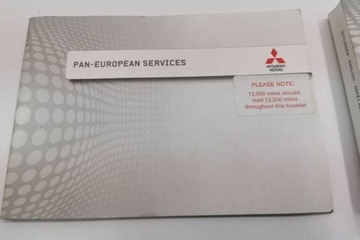 PAN-EUROPEAN SERVICES
MITSUBISHI
MOTORS
PLEASE NOTE:
12,000 miles should
read 12,500 miles
throughout this booklet